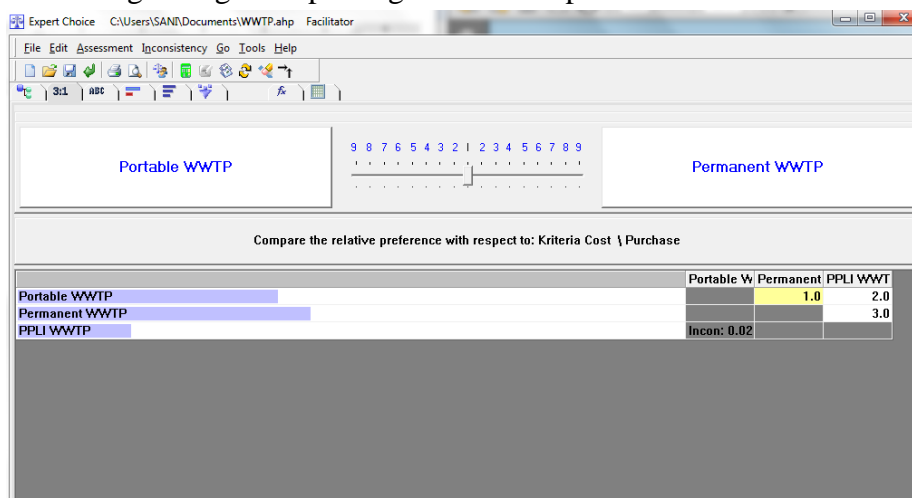 Expert Choice C:\Users\SANI\Documents\WWTP.ahp Facilitator
File Edit Assessment Inconsistency Go Tools Help
3:1 ABC fx
9 8 7 6 5 4 3 2 1 2 3 4 5 6 7 8 9
Portable WWTP Permanent WWTP
Compare the relative preference with respect to: Kriteria Cost \ Purchase
Portable W Permanent PPLI WWT
Portable WWTP 1.0 2.0
Permanent WWTP 3.0
PPLI WWTP Incon: 0.02